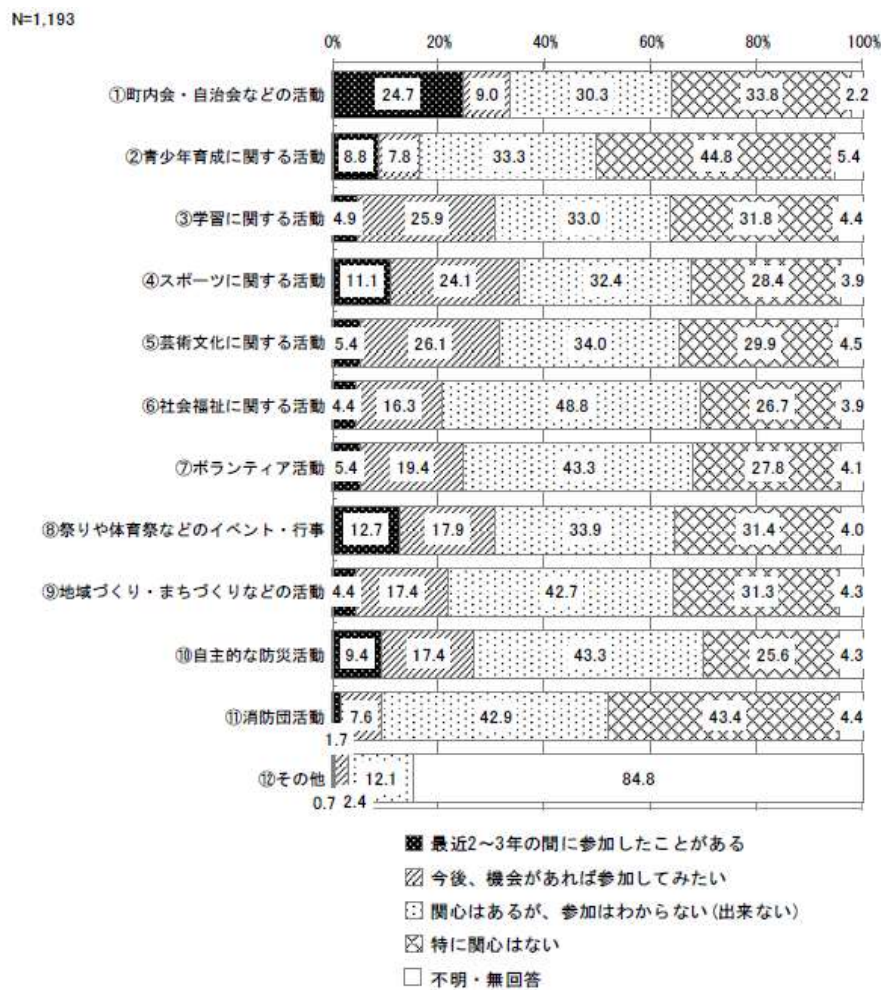 N=1,193
0% 20% 40% 60% 80% 100%
①町内会・自治会などの活動 24.7 9.0 30.3 33.8 2.2
②青少年育成に関する活動 8.8 7.8 33.3 44.8 5.4
③学習に関する活動 4.9 25.9 33.0 31.8 4.4
④スポーツに関する活動 11.1 24.1 32.4 28.4 3.9
⑤芸術文化に関する活動 5.4 26.1 34.0 29.9 4.5
⑥社会福祉に関する活動 4.4 16.3 48.8 26.7 3.9
⑦ボランティア活動 5.4 19.4 43.3 27.8 4.1
⑧祭りや体育祭などのイベント・行事 12.7 17.9 33.9 31.4 4.0
⑨地域づくり・まちづくりなどの活動 4.4 17.4 42.7 31.3 4.3
⑩自主的な防災活動 9.4 17.4 43.3 25.6 4.3
⑪消防団活動 7.6 42.9 43.4 4.4
1.7
⑫その他 12.1 84.8
0.7 2.4
最近2～3年の間に参加したことがある
今後、機会があれば参加してみたい
関心はあるが、参加はわからない(出来ない)
特に関心はない
不明・無回答